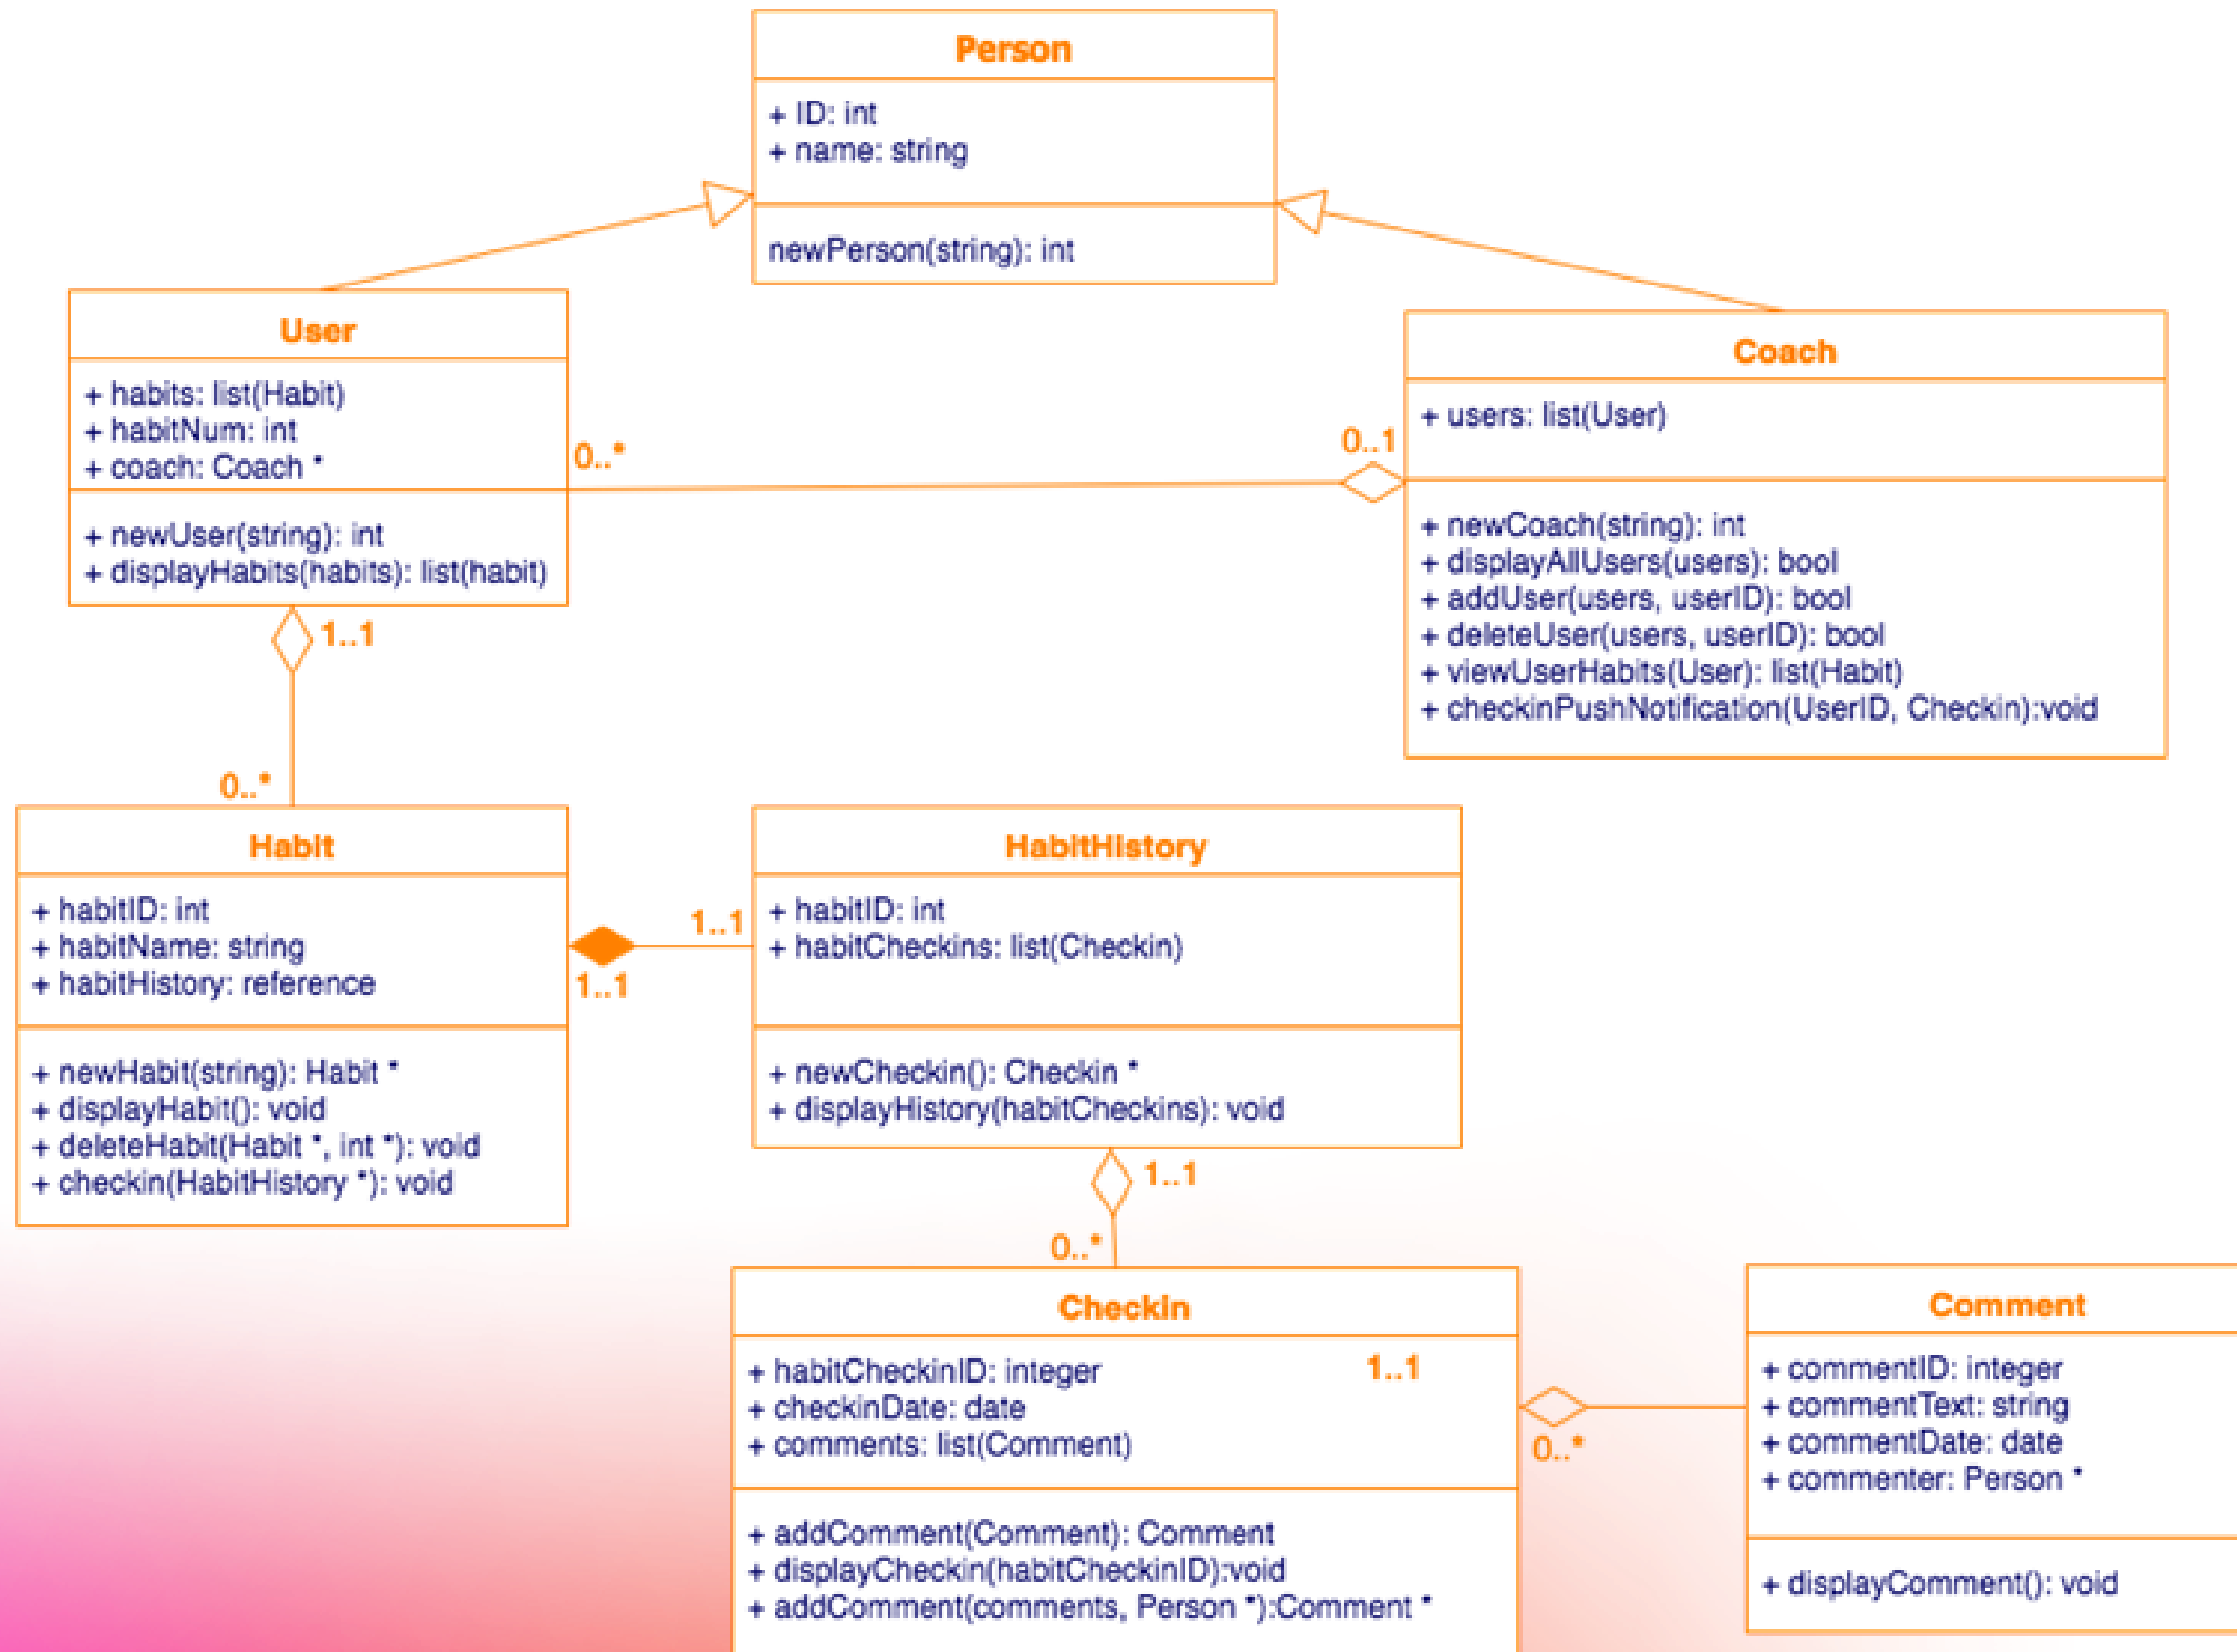 Person
+ ID: int
+ name: string
newPerson(string): int
User
+ habits: list(Habit)
+ habitNum: int
+ coach: Coach *
+ newUser(string): int
+ displayHabits(habits): list(habit)
0..*
0..1
Coach
+ users: list(User)
+ newCoach(string): int
+ displayAllUsers(users): bool
+ addUser(users, userID): bool
+ deleteUser(users, userID): bool
+ viewUserHabits(User): list(Habit)
+ checkinPushNotification(UserID, Checkin):void
1..1
0..*
Habit
+ habitID: int
+ habitName: string
+ habitHistory: reference
+ newHabit(string): Habit *
+ displayHabit(): void
+ deleteHabit(Habit *, int *): void
+ checkin(HabitHistory *): void
1..1
1..1
HabitHistory
+ habitID: int
+ habitCheckins: list(Checkin)
+ newCheckin(): Checkin *
+ displayHistory(habitCheckins): void
1..1
0..*
Checkin
+ habitCheckinID: integer
1..1
+ checkinDate: date
+ comments: list(Comment)
+ addComment(Comment): Comment
+ displayCheckin(habitCheckinID):void
+ addComment(comments, Person *):Comment *
0..*
Comment
+ commentID: integer
+ commentText: string
+ commentDate: date
+ commenter: Person *
+ displayComment(): void